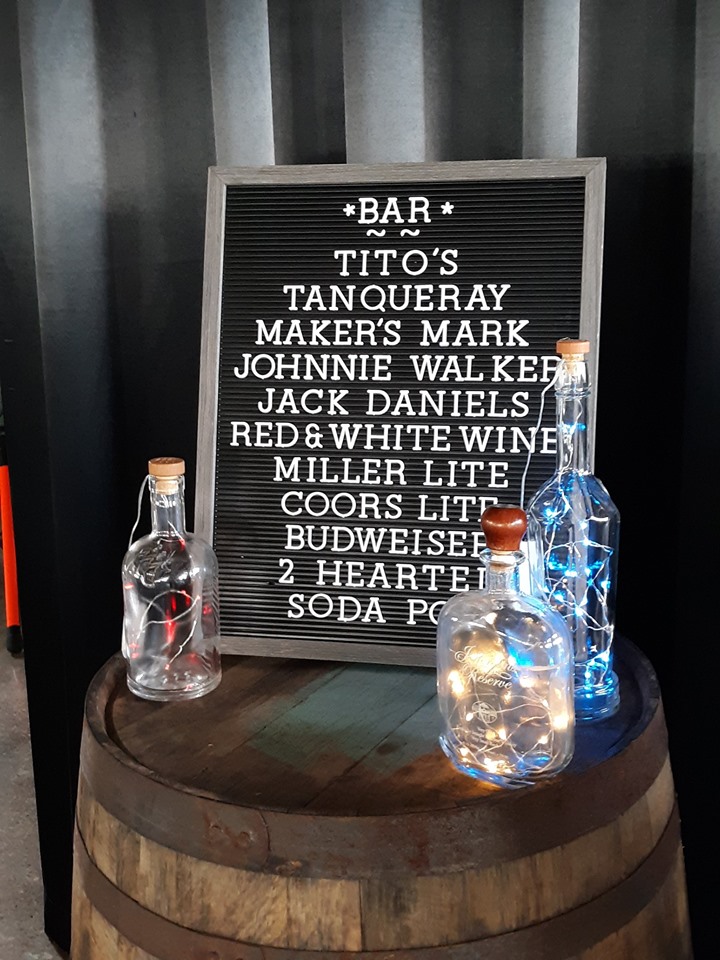 *BAR*
~ ~
TITO'S
TANQUERAY
MAKER'S MARK
JOHNNIE WALKER
JACK DANIELS
RED & WHITE WINE
MILLER LITE
COORS LITE
BUDWEISER
2 HEARTED
SODA PO
Reserve